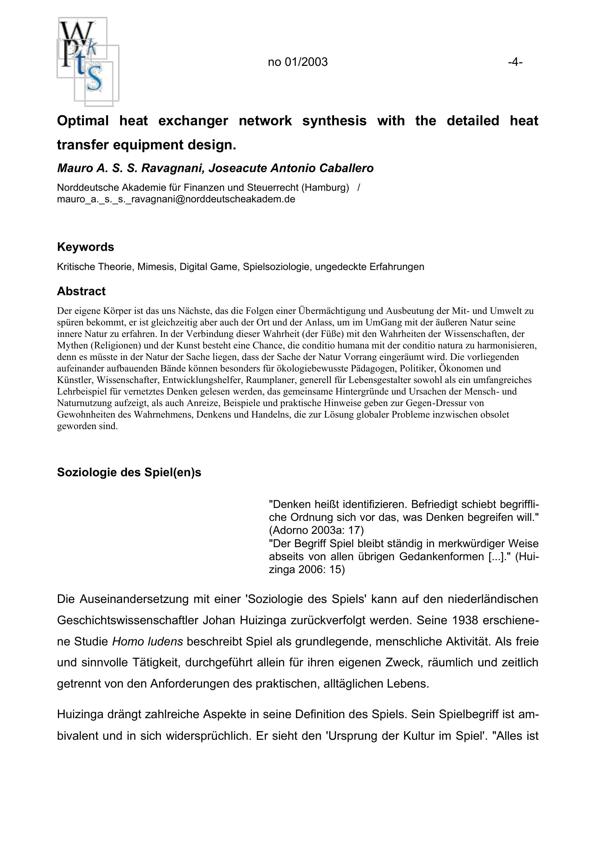 W
Pkts
no 01/2003 -4-
Optimal heat exchanger network synthesis with the detailed heat
transfer equipment design.
Mauro A. S. S. Ravagnani, Joseacute Antonio Caballero
Norddeutsche Akademie für Finanzen und Steuerrecht (Hamburg) /
mauro_a._s._s._ravagnani@norddeutscheakadem.de
Keywords
Kritische Theorie, Mimesis, Digital Game, Spielsoziologie, ungedeckte Erfahrungen
Abstract
Der eigene Körper ist das uns Nächste, das die Folgen einer Übermächtigung und Ausbeutung der Mit- und Umwelt zu
spüren bekommt, er ist gleichzeitig aber auch der Ort und der Anlass, um im UmGang mit der äußeren Natur seine
innere Natur zu erfahren. In der Verbindung dieser Wahrheit (der Füße) mit den Wahrheiten der Wissenschaften, der
Mythen (Religionen) und der Kunst besteht eine Chance, die conditio humana mit der conditio natura zu harmonisieren,
denn es müsste in der Natur der Sache liegen, dass der Sache der Natur Vorrang eingeräumt wird. Die vorliegenden
aufeinander aufbauenden Bände können besonders für ökologiebewusste Pädagogen, Politiker, Ökonomen und
Künstler, Wissenschafter, Entwicklungshelfer, Raumplaner, generell für Lebensgestalter sowohl als ein umfangreiches
Lehrbeispiel für vernetztes Denken gelesen werden, das gemeinsame Hintergründe und Ursachen der Mensch- und
Naturnutzung aufzeigt, als auch Anreize, Beispiele und praktische Hinweise geben zur Gegen-Dressur von
Gewohnheiten des Wahrnehmens, Denkens und Handelns, die zur Lösung globaler Probleme inzwischen obsolet
geworden sind.
Soziologie des Spiel(en)s
"Denken heißt identifizieren. Befriedigt schiebt begriffli-
che Ordnung sich vor das, was Denken begreifen will."
(Adorno 2003a: 17)
"Der Begriff Spiel bleibt ständig in merkwürdiger Weise
abseits von allen übrigen Gedankenformen [...]." (Hui-
zinga 2006: 15)
Die Auseinandersetzung mit einer 'Soziologie des Spiels' kann auf den niederländischen
Geschichtswissenschaftler Johan Huizinga zurückverfolgt werden. Seine 1938 erschiene-
ne Studie Homo ludens beschreibt Spiel als grundlegende, menschliche Aktivität. Als freie
und sinnvolle Tätigkeit, durchgeführt allein für ihren eigenen Zweck, räumlich und zeitlich
getrennt von den Anforderungen des praktischen, alltäglichen Lebens.
Huizinga drängt zahlreiche Aspekte in seine Definition des Spiels. Sein Spielbegriff ist am-
bivalent und in sich widersprüchlich. Er sieht den 'Ursprung der Kultur im Spiel'. "Alles ist